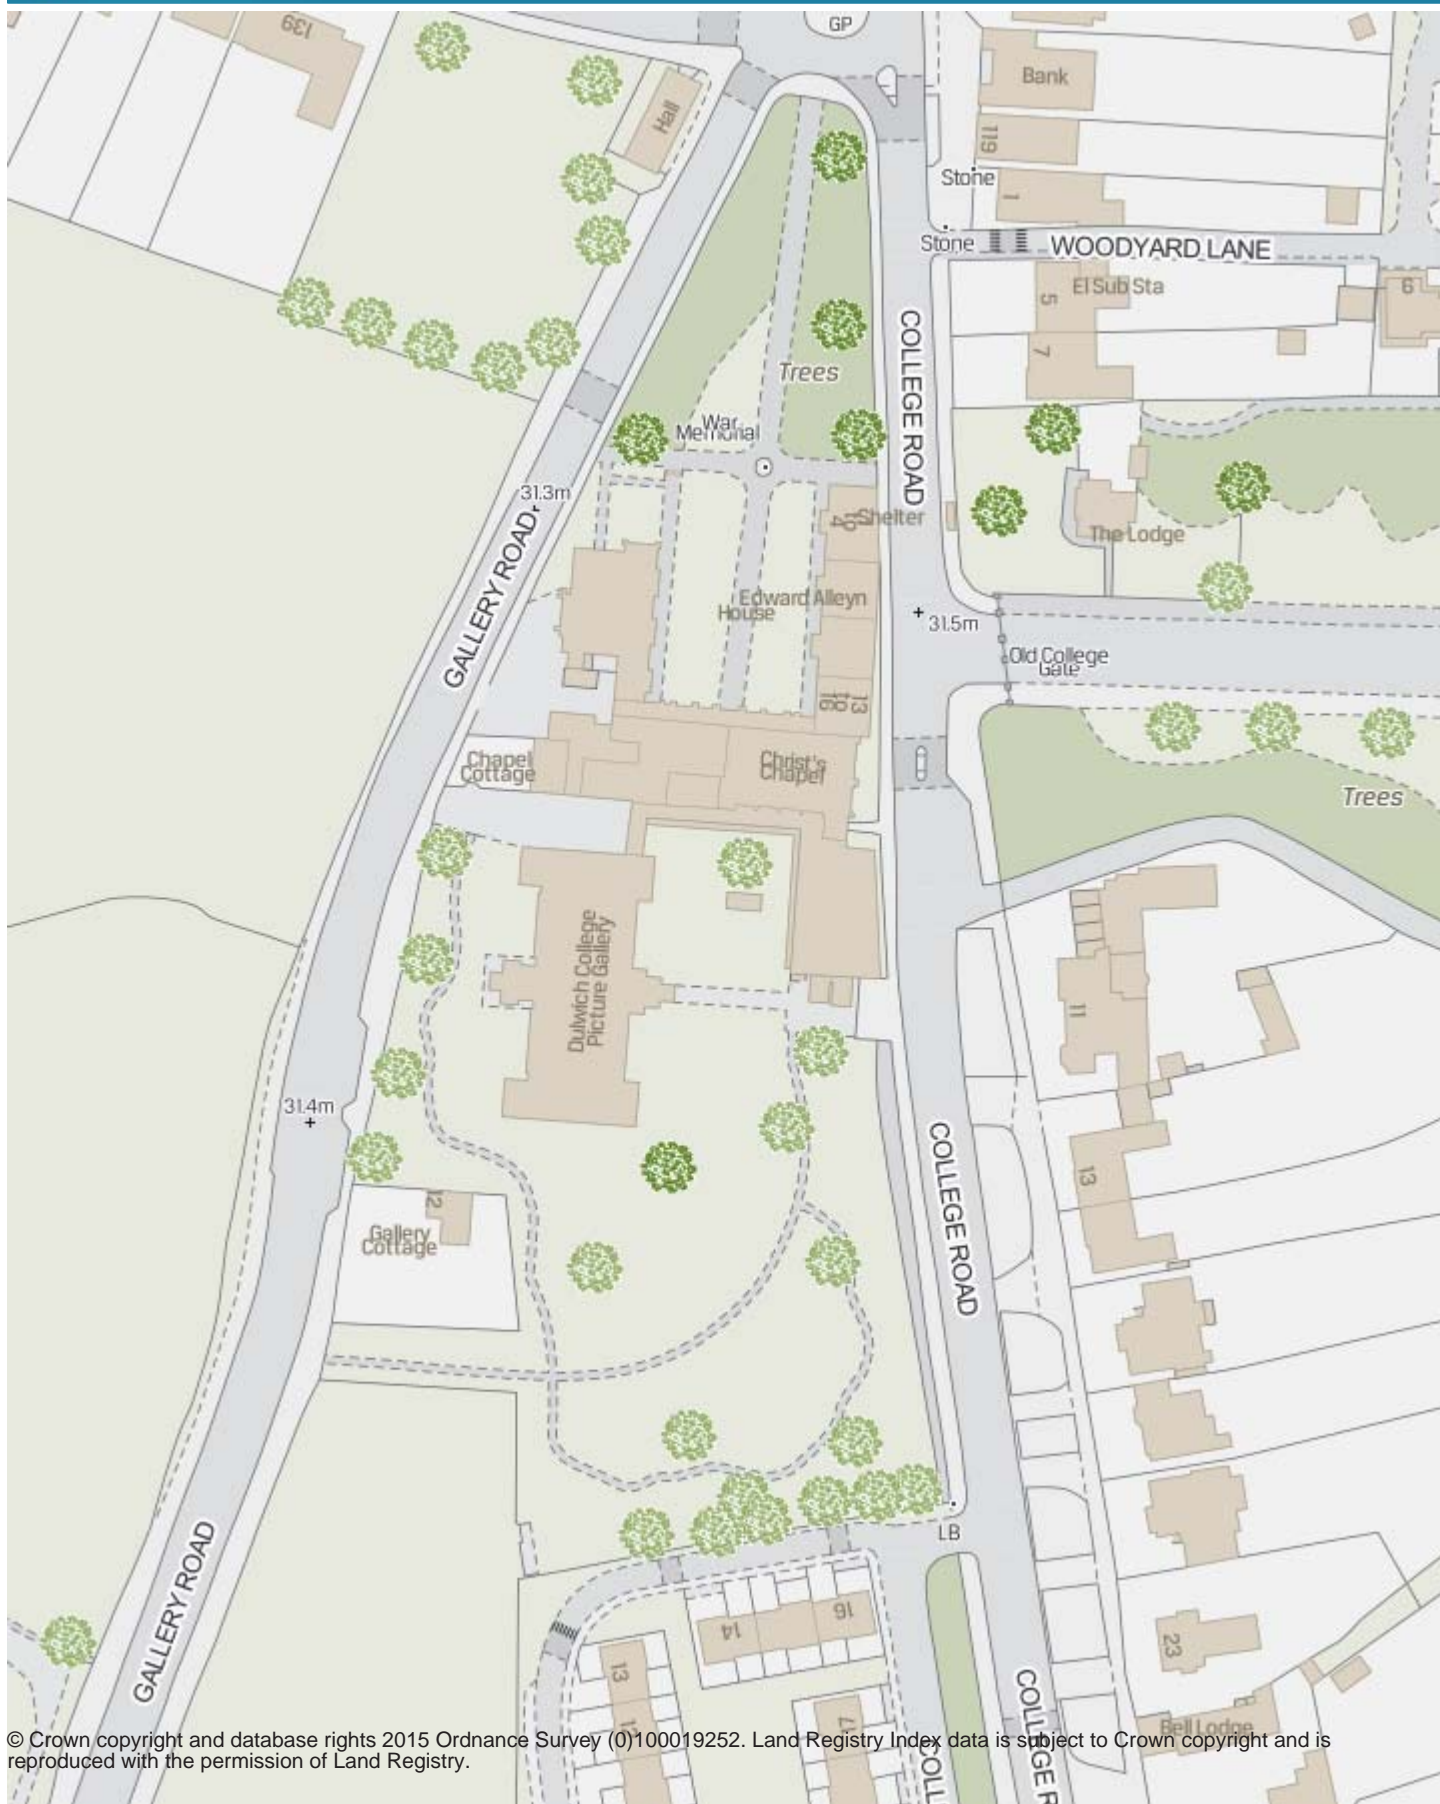 GP
139
Hall
Bank
119
Stone
1
Stone
WOODYARD LANE
El Sub Sta
5
6
7
COLLEGE ROAD
Trees
War
Memorial
31.3m
Shelter
The Lodge
GALLERY ROAD
Edward Alleyn
House
31.5m
Old College
Gate
16
13
Chapel
Cottage
Christ's
Chapel
Trees
Dulwich College
Picture Gallery
11
31.4m
COLLEGE ROAD
13
12
Gallery
Cottage
LB
GALLERY ROAD
16
14
13
23
12
17
Bell Lodge
COLLEGE R
COLL
© Crown copyright and database rights 2015 Ordnance Survey (0)100019252. Land Registry Index data is subject to Crown copyright and is
reproduced with the permission of Land Registry.